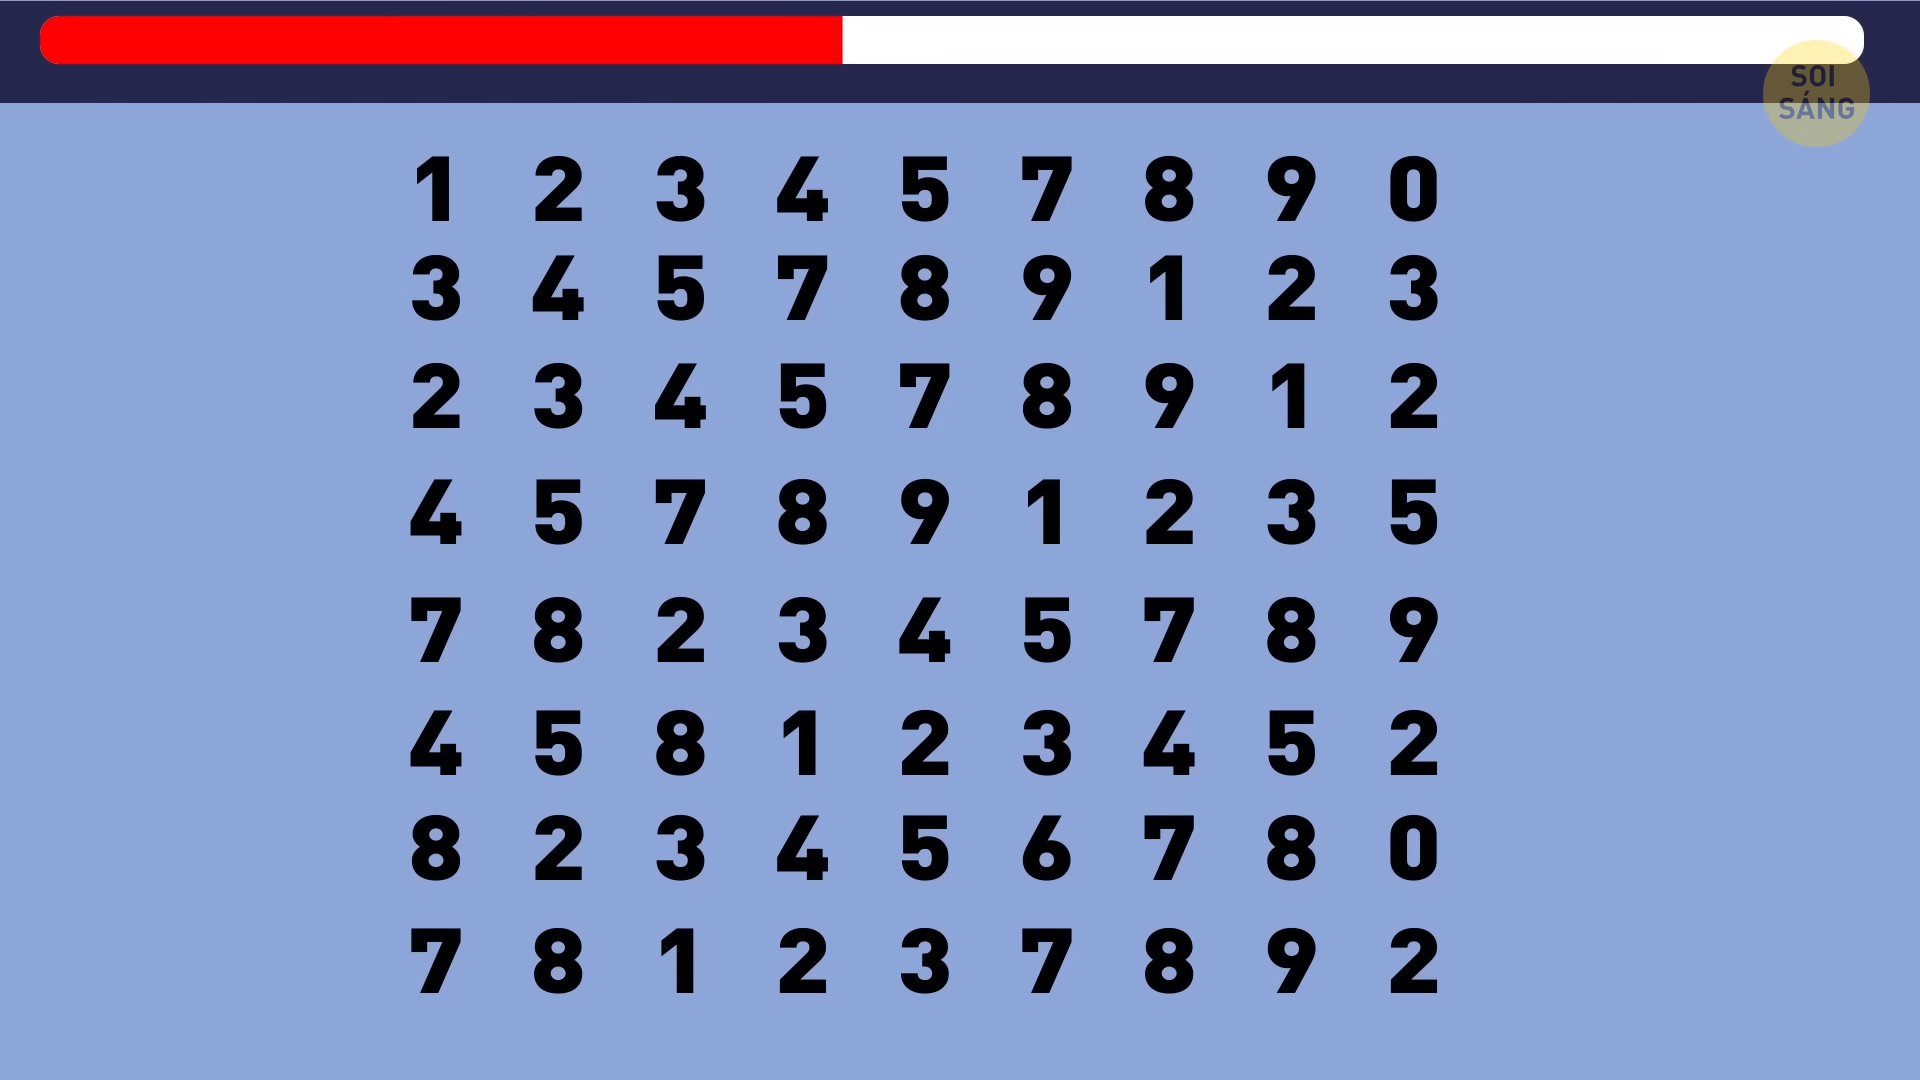 SOI
SÁNG
1 2 3 4 5 7 8 9 0
3 4 5 7 8 9 1 2 3
2 3 4 5 7 8 9 1 2
4 5 7 8 9 1 2 3 5
7 8 2 3 4 5 7 8 9
4 5 8 1 2 3 4 5 2
8 2 3 4 5 6 7 8 0
7 8 1 2 3 7 8 9 2